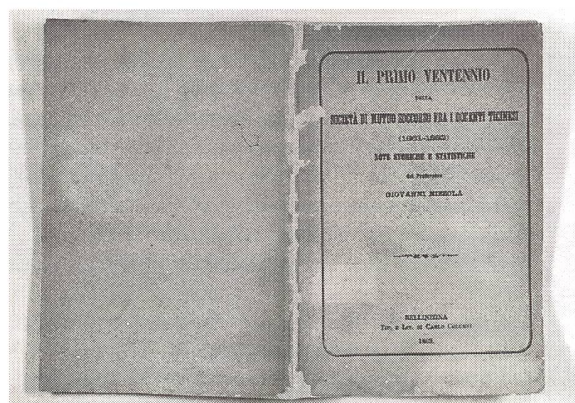 IL PRIMO VENTENNIO
DELLA
SOCIETÀ DI MUTUO SOCCORSO FRA I DOCENTI TICINESI
NOTE STORICHE E STATISTICHE
del Professore
GIOVANNI NIZZOLA
BELLINZONA
TIP. E LIT. DI CARLO COLOMBI